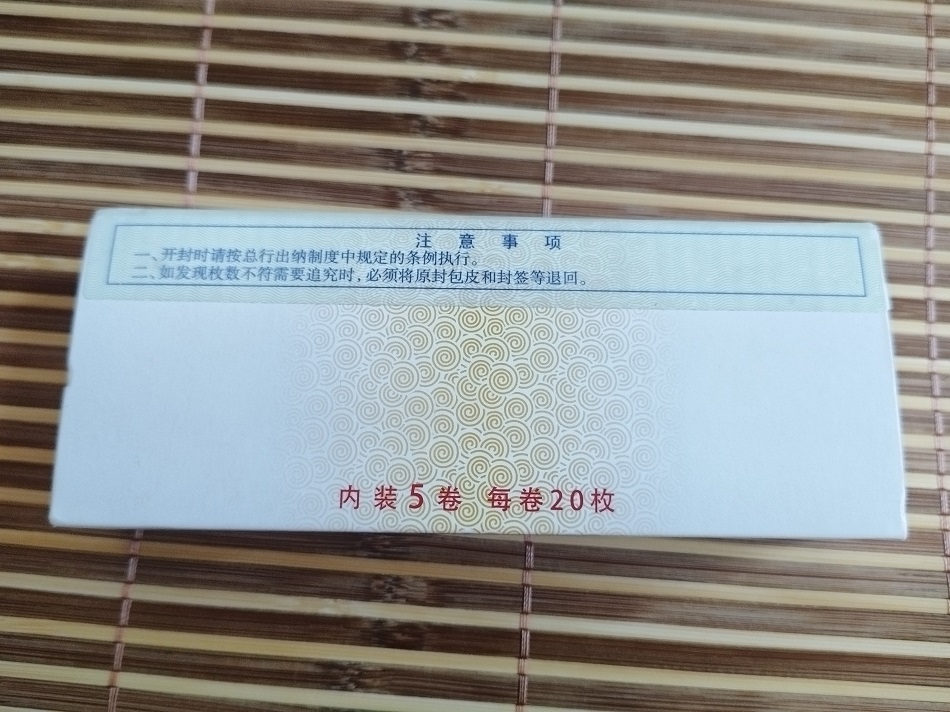 注 意 事 项
一、开封时请按总行出纳制度中规定的条例执行。
二、如发现枚数不符需要追究时,必须将原封包皮和封签等退回。
内装5卷 每卷20枚